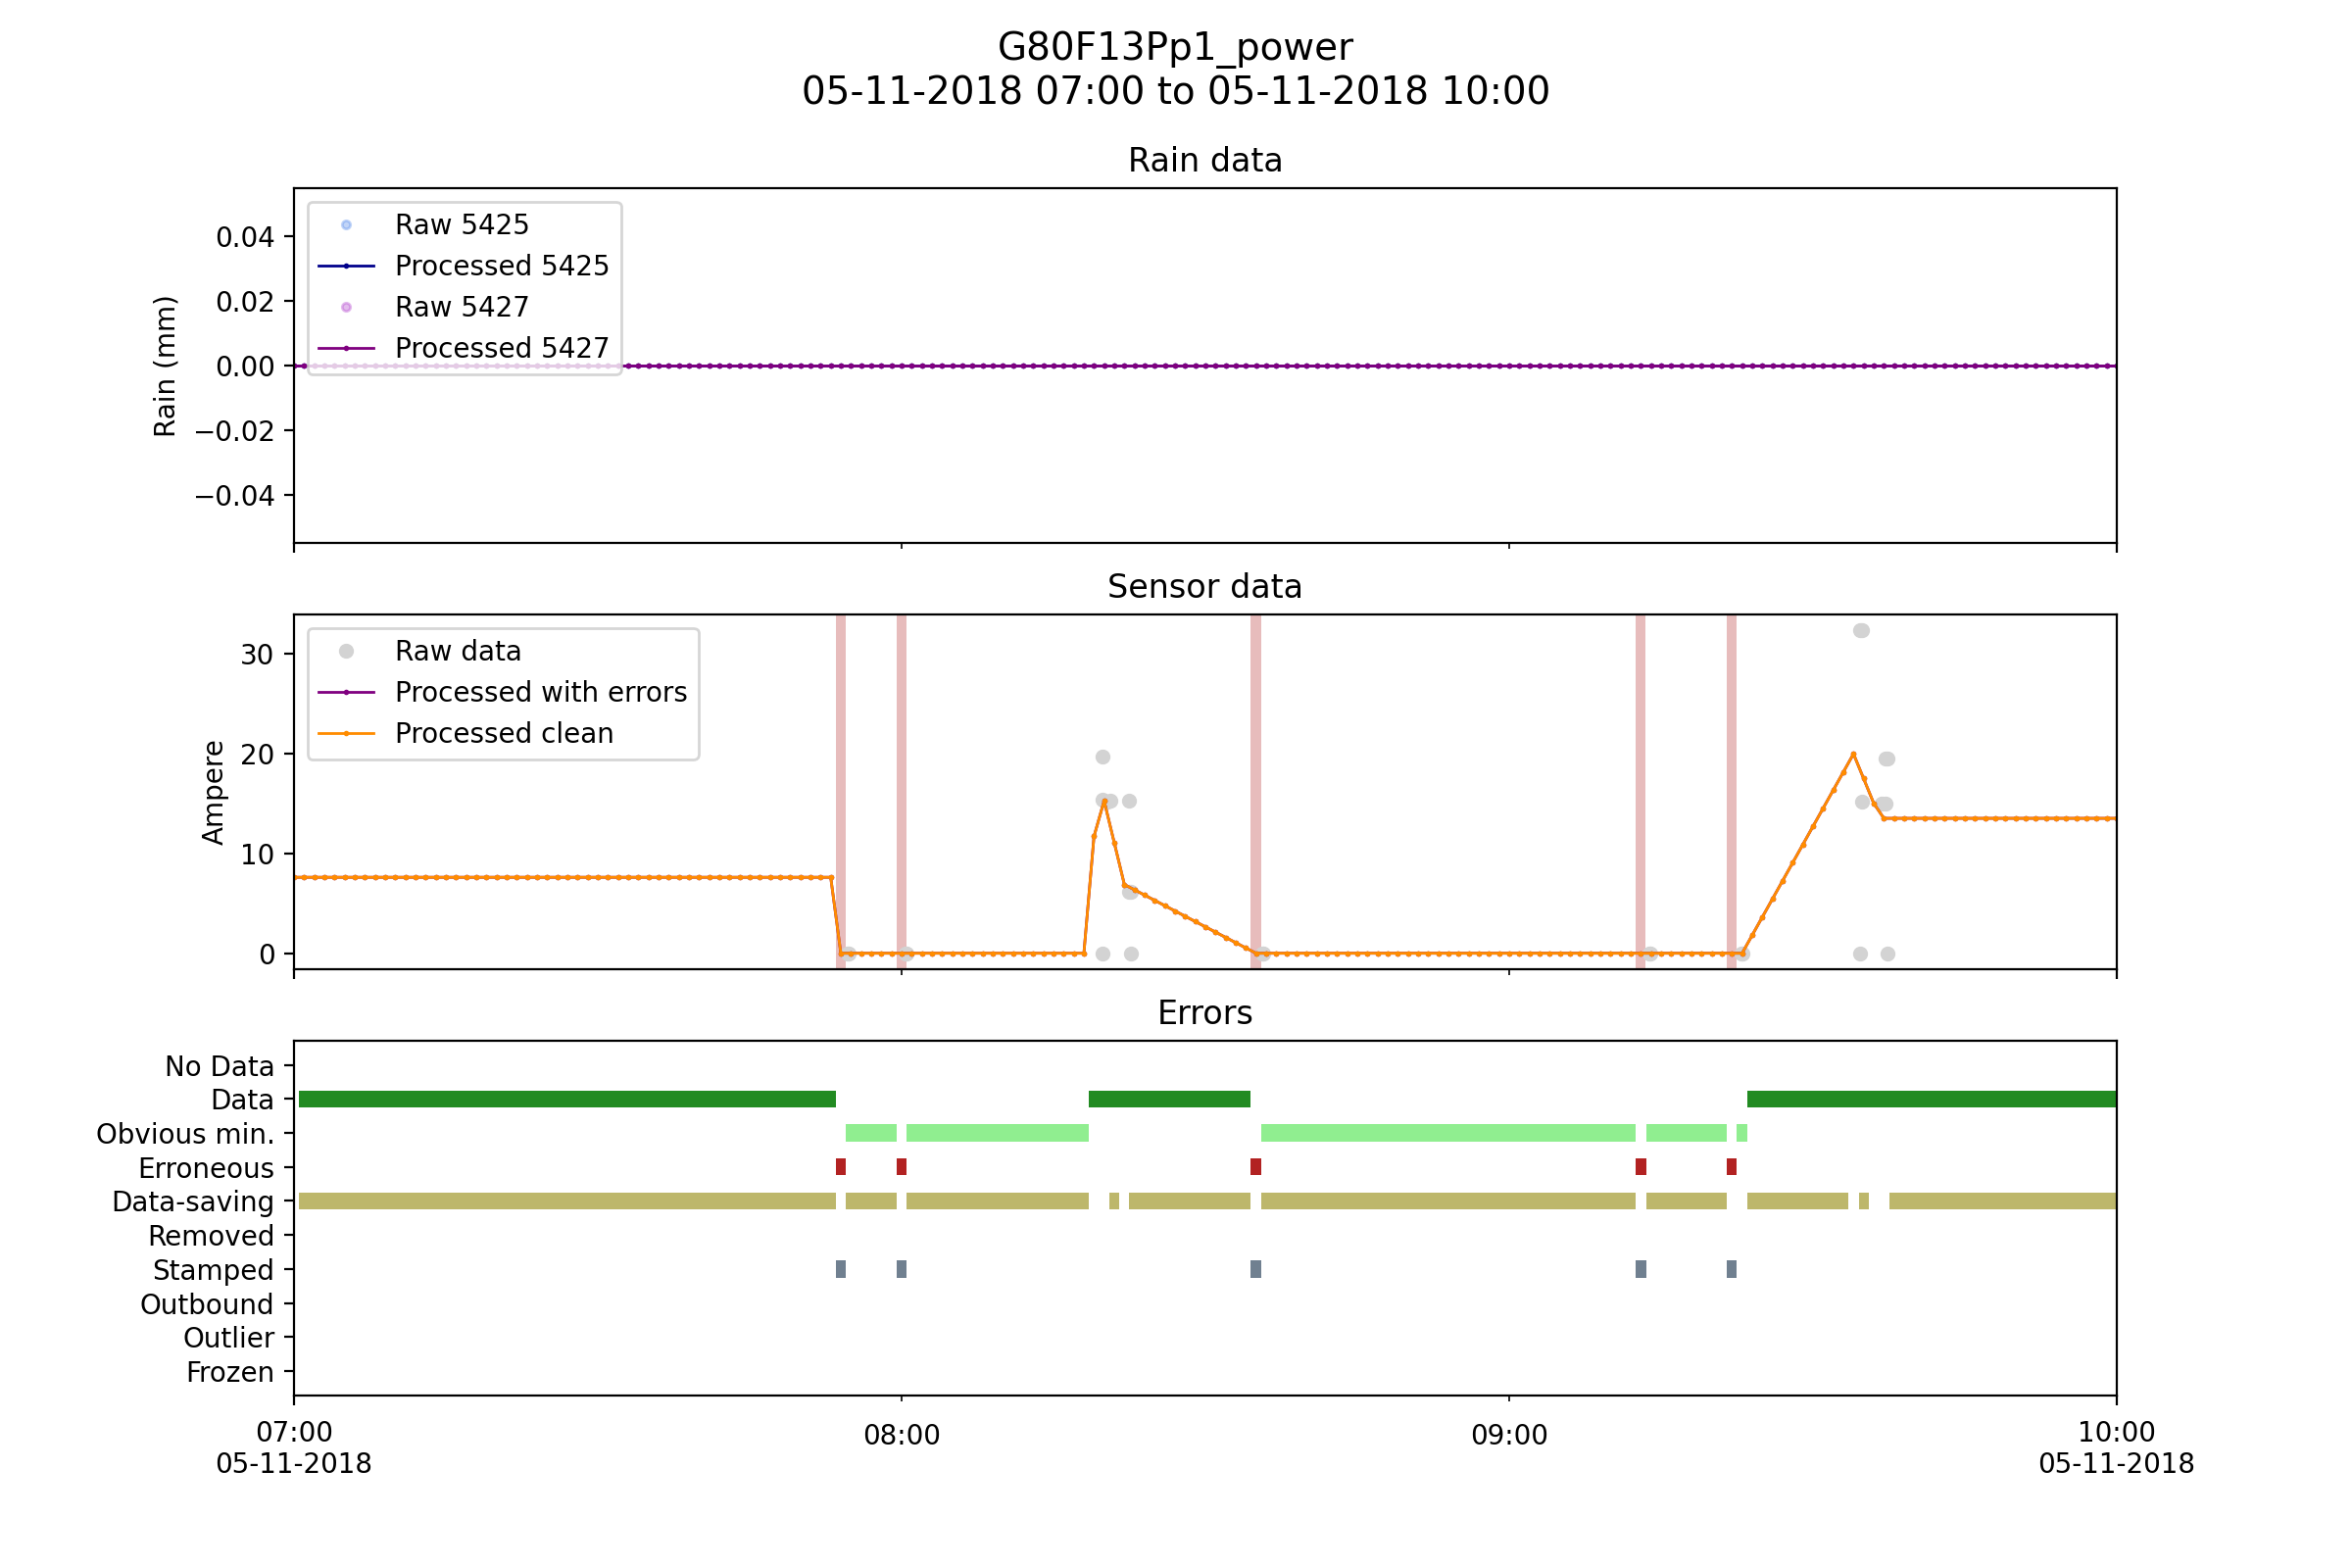 G80F13Pp1_power
05-11-2018 07:00 to 05-11-2018 10:00
Rain data
Rain (mm)
0.04
0.02
0.00
−0.02
−0.04
Raw 5425
Processed 5425
Raw 5427
Processed 5427
Sensor data
Ampere
30
20
10
0
Raw data
Processed with errors
Processed clean
Errors
No Data
Data
Obvious min.
Erroneous
Data-saving
Removed
Stamped
Outbound
Outlier
Frozen
07:00
05-11-2018
08:00
09:00
10:00
05-11-2018